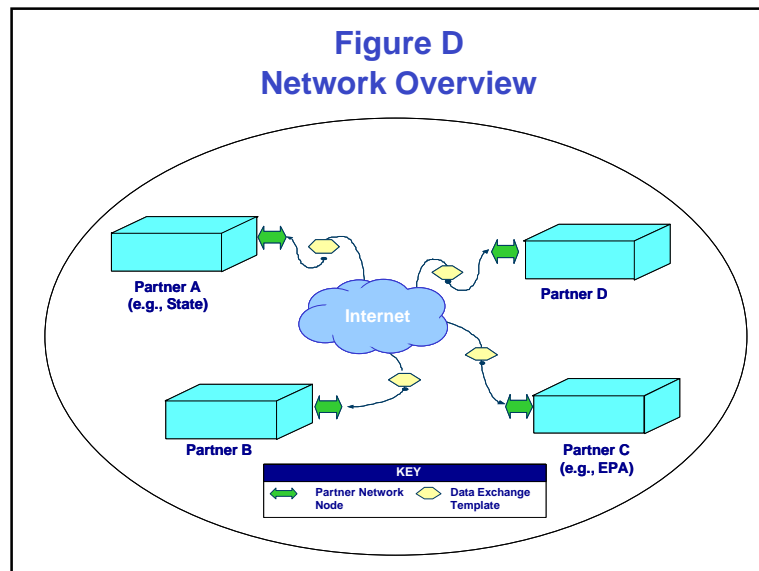 Figure D
Network Overview
Partner A
(e.g., State)
Partner D
Internet
Partner B
Partner C
(e.g., EPA)
KEY
Partner Network
Node
Data Exchange
Template